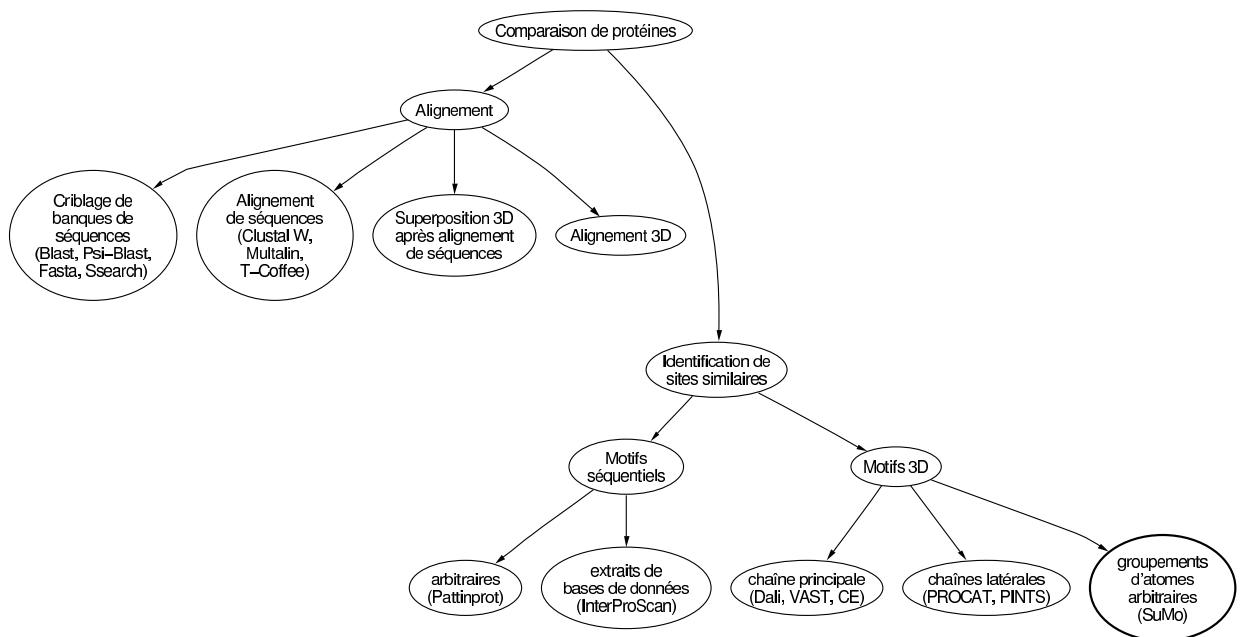 Comparaison de protéines
Alignement
Criblage de
banques de
séquences
(Blast, Psi–Blast,
Fasta, Ssearch)
Alignement
de séquences
(Clustal W,
Multalin,
T–Coffee)
Superposition 3D
après alignement
de séquences
Alignement 3D
Identification de
sites similaires
Motifs
séquentiels
Motifs 3D
arbitraires
(Pattinprot)
extraits de
bases de données
(InterProScan)
chaîne principale
(Dali, VAST, CE)
chaînes latérales
(PROCAT, PINTS)
groupements
d'atomes
arbitraires
(SuMo)